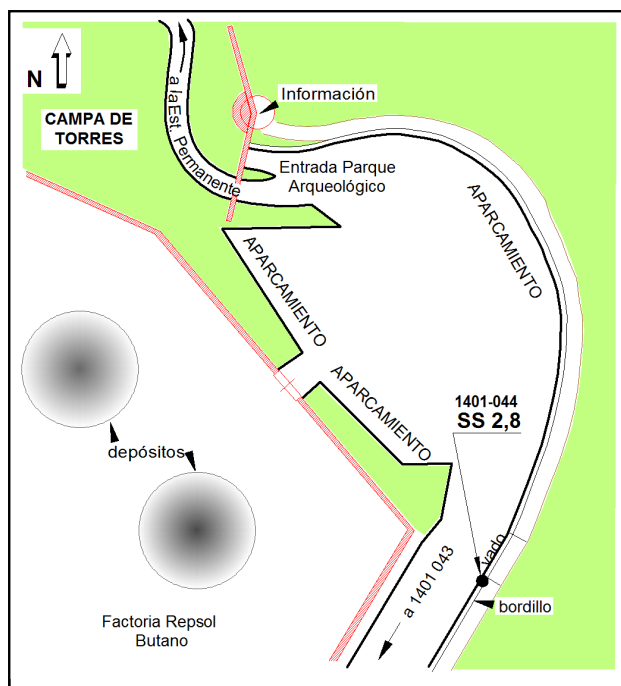 N
CAMPA DE
TORRES
a la Est. Permanente
Información
Entrada Parque
Arqueológico
APARCAMIENTO
APARCAMIENTO
APARCAMIENTO
1401-044
SS 2,8
depósitos
vado
a 1401 043
bordillo
Factoria Repsol
Butano